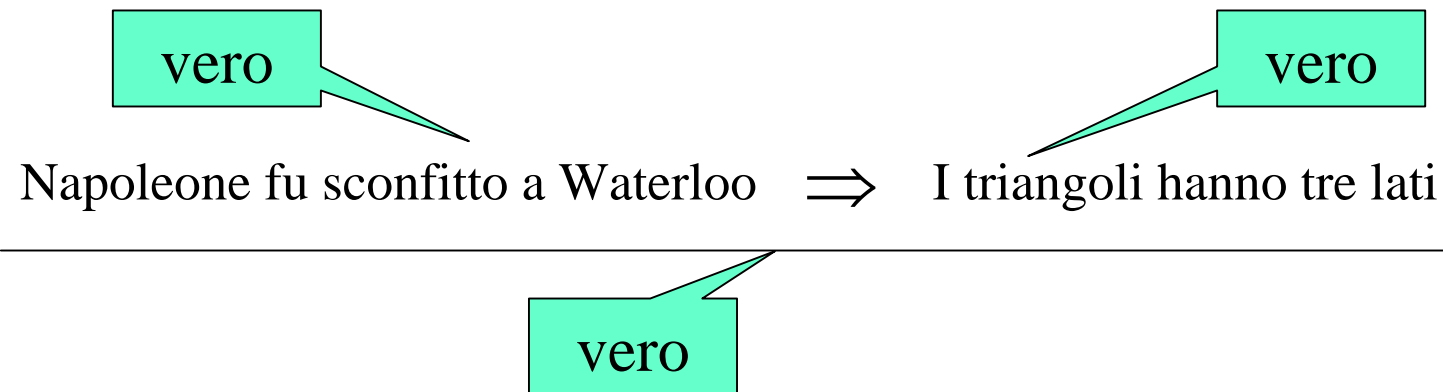 vero vero
Napoleone fu sconfitto a Waterloo ⇒ I triangoli hanno tre lati
vero